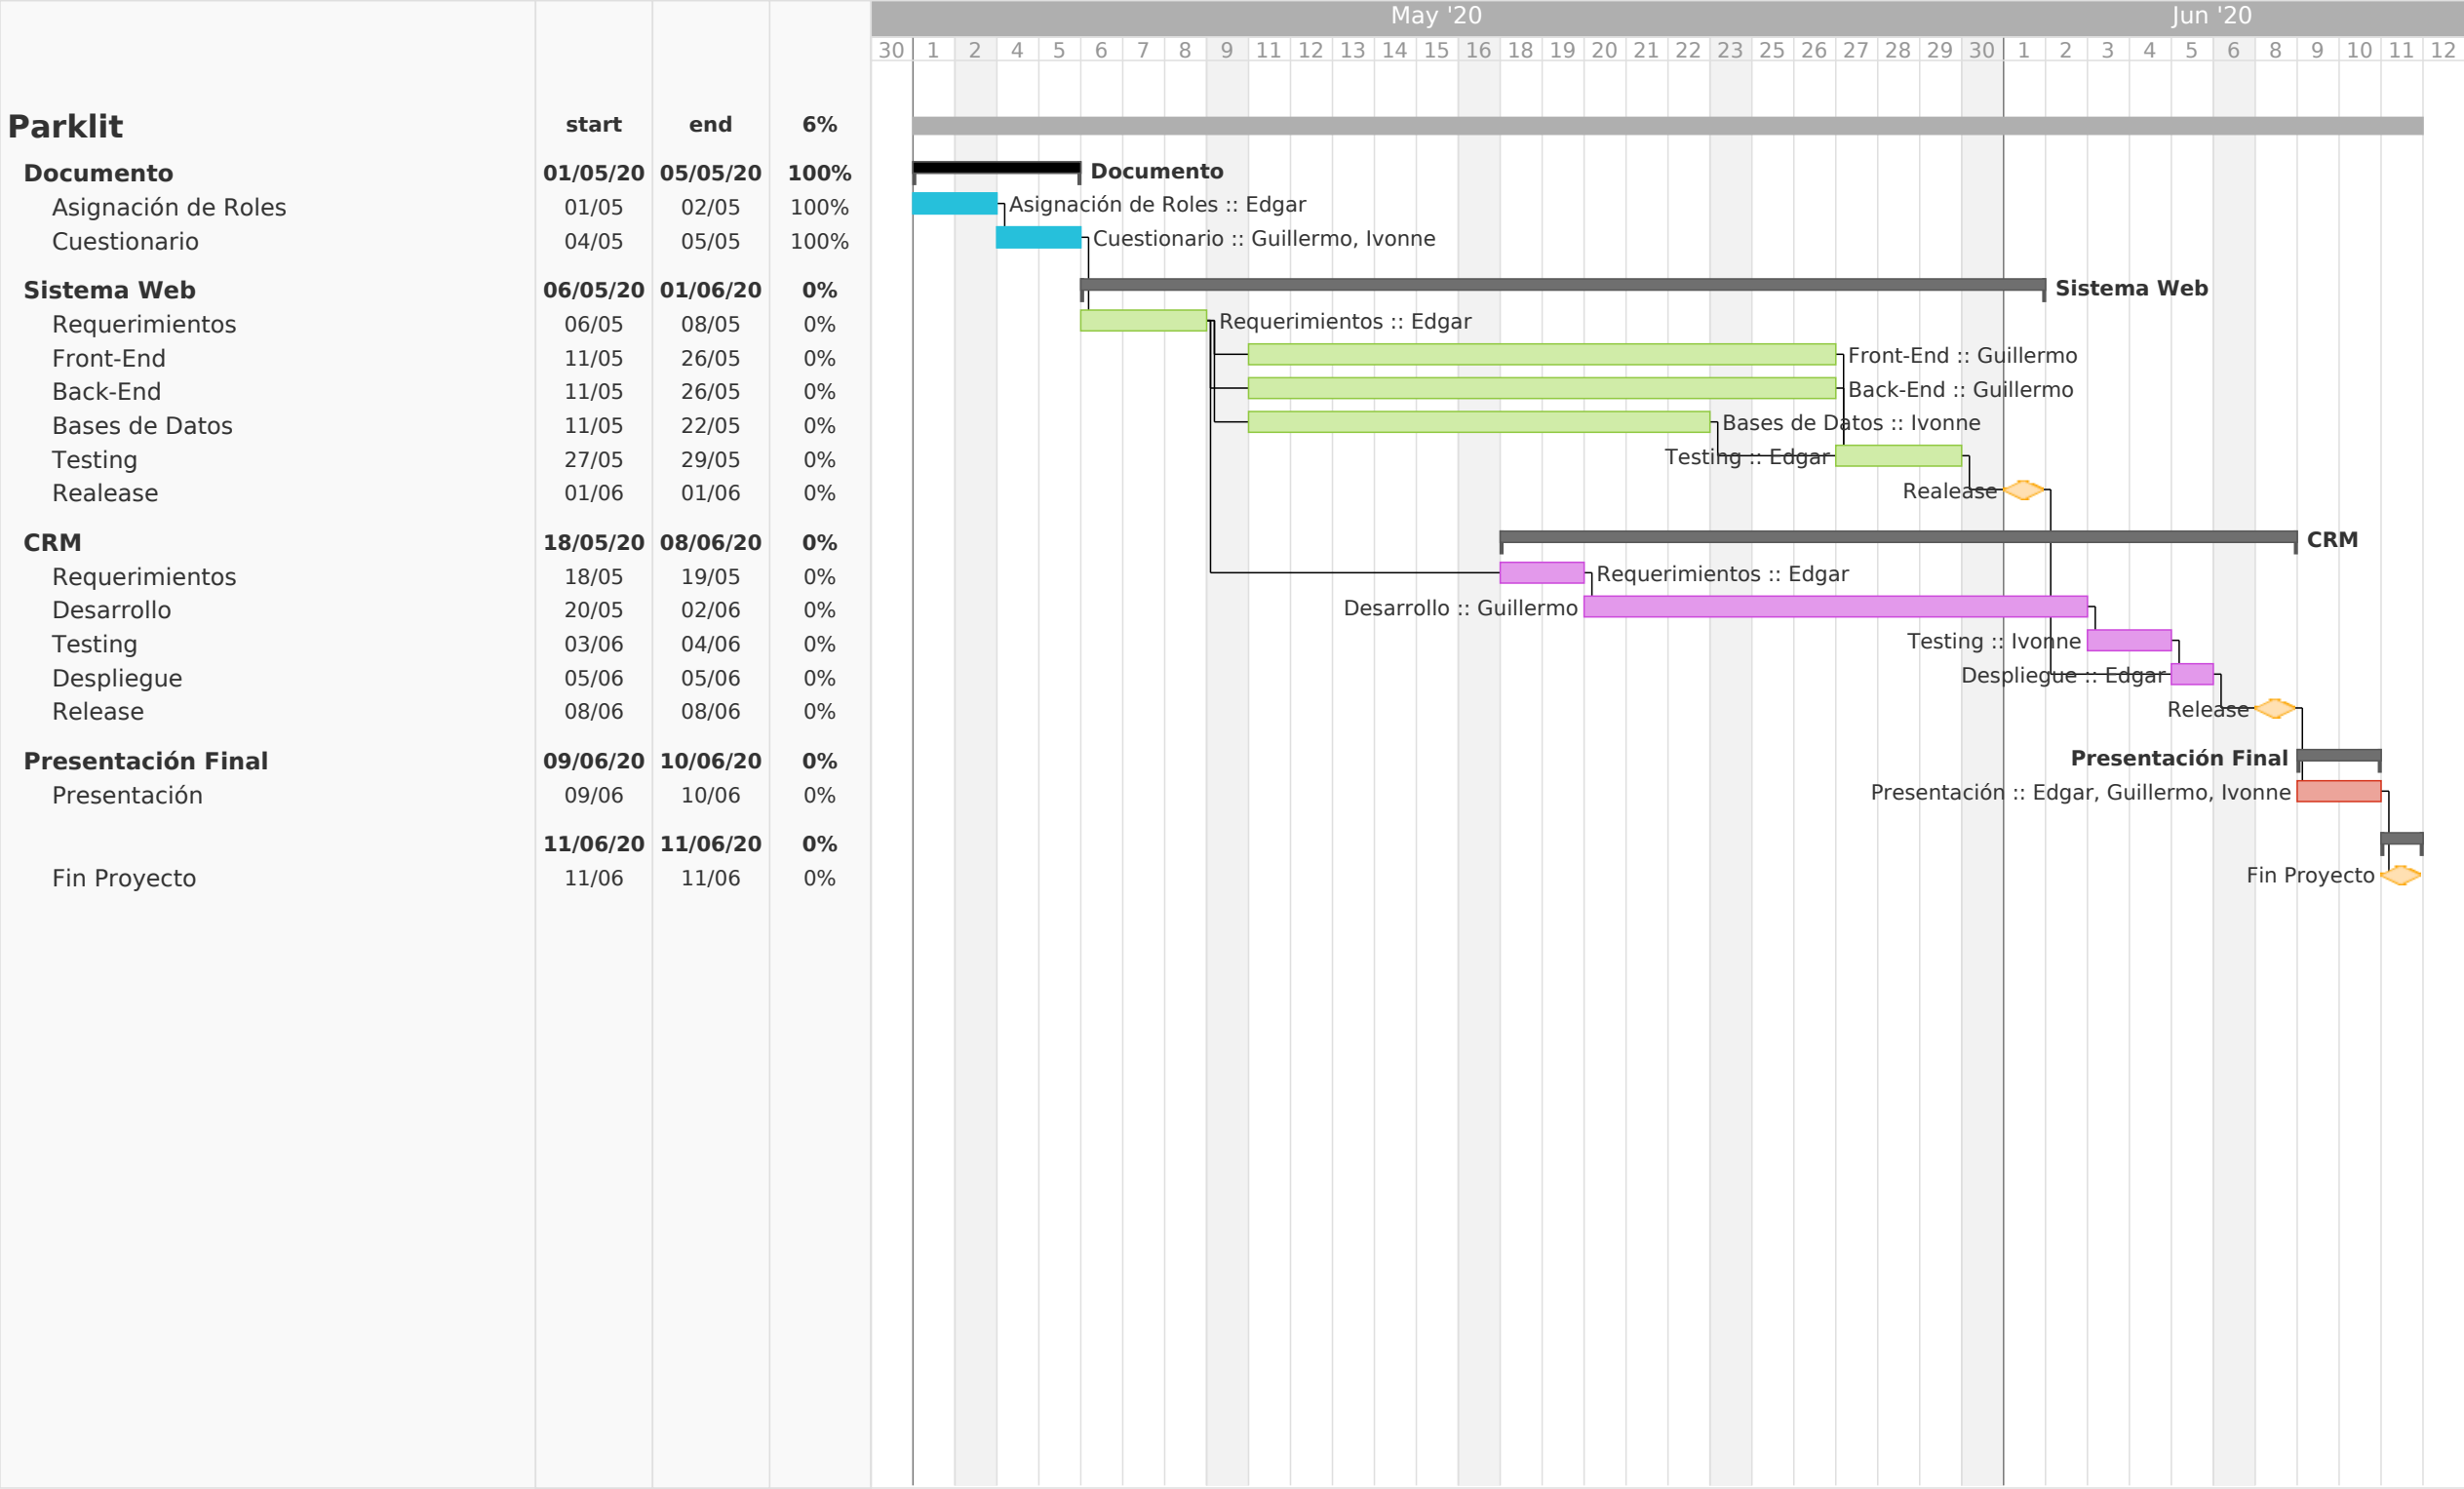 May '20 Jun '20
30 1 2 4 5 6 7 8 9 11 12 13 14 15 16 18 19 20 21 22 23 25 26 27 28 29 30 1 2 3 4 5 6 8 9 10 11 12
Parklit start end 6%
Documento 01/05/20 05/05/20 100% Documento
Asignación de Roles 01/05 02/05 100% Asignación de Roles :: Edgar
Cuestionario 04/05 05/05 100% Cuestionario :: Guillermo, Ivonne
Sistema Web 06/05/20 01/06/20 0% Sistema Web
Requerimientos 06/05 08/05 0% Requerimientos :: Edgar
Front-End 11/05 26/05 0% Front-End :: Guillermo
Back-End 11/05 26/05 0% Back-End :: Guillermo
Bases de Datos 11/05 22/05 0% Bases de Datos :: Ivonne
Testing 27/05 29/05 0% Testing :: Edgar
Realease 01/06 01/06 0% Realease
CRM 18/05/20 08/06/20 0% CRM
Requerimientos 18/05 19/05 0% Requerimientos :: Edgar
Desarrollo 20/05 02/06 0% Desarrollo :: Guillermo
Testing 03/06 04/06 0% Testing :: Ivonne
Despliegue 05/06 05/06 0% Despliegue :: Edgar
Release 08/06 08/06 0% Release
Presentación Final 09/06/20 10/06/20 0% Presentación Final
Presentación 09/06 10/06 0% Presentación :: Edgar, Guillermo, Ivonne
11/06/20 11/06/20 0%
Fin Proyecto 11/06 11/06 0% Fin Proyecto